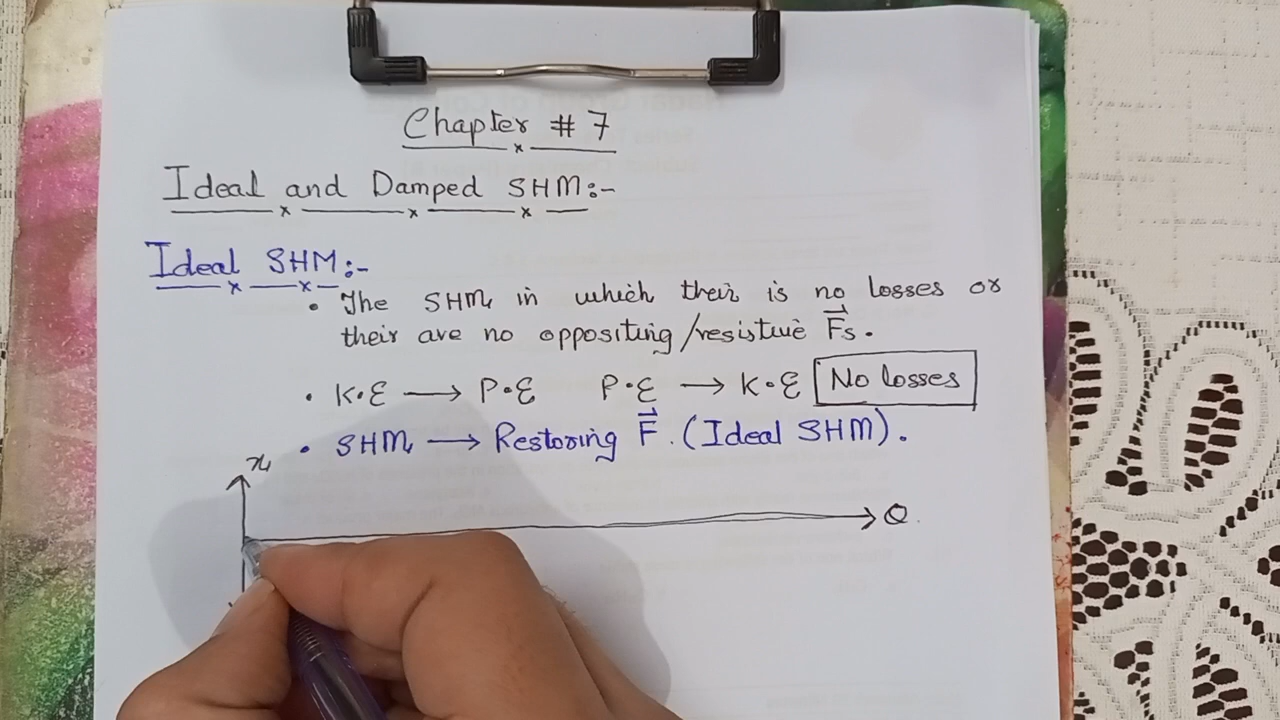 Chapter # 7
Ideal and Damped SHM:-
Ideal SHM:-
• The SHM in which their is no losses or
their are no oppositing/resistive F⃗s.
• K.E → P.E P.E → K.E No losses
• SHM → Restoring F⃗. (Ideal SHM).
x
θ